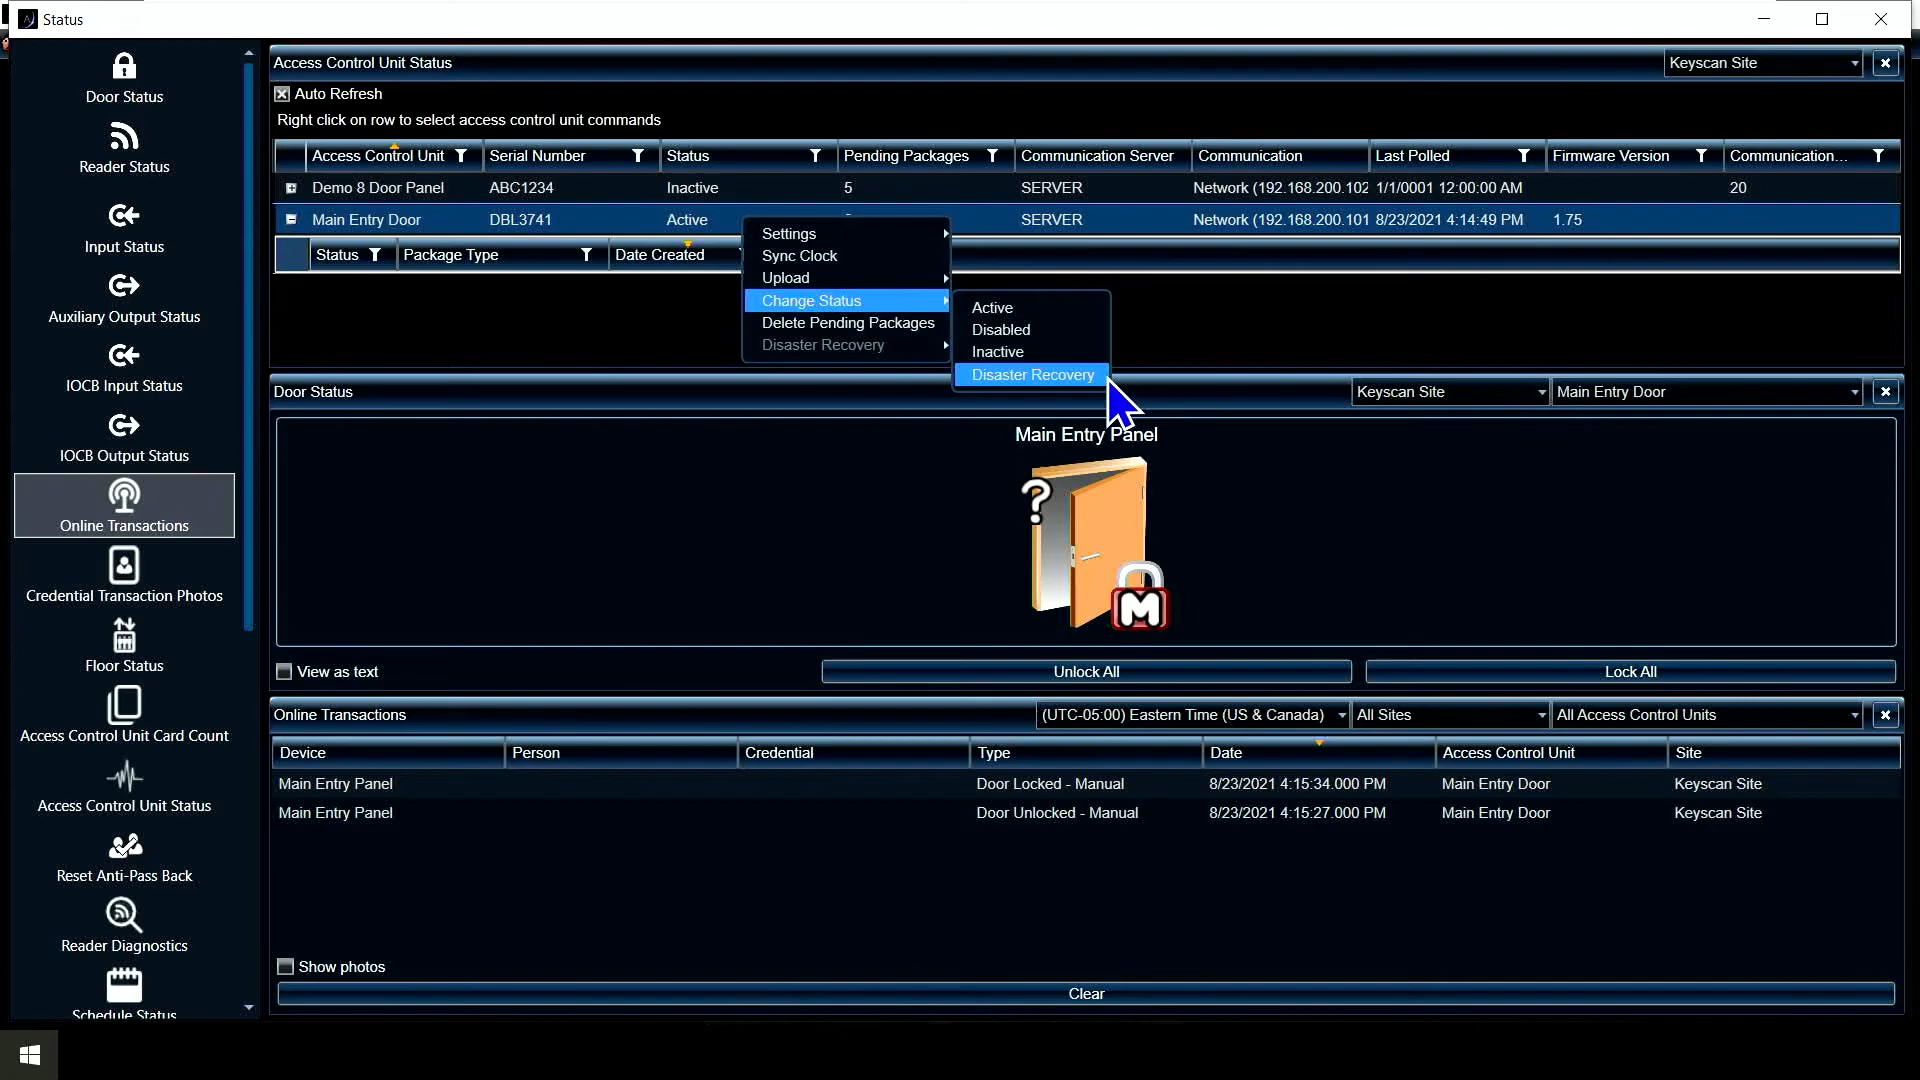 Status
Door Status
Reader Status
Input Status
Auxiliary Output Status
IOCB Input Status
IOCB Output Status
Online Transactions
Credential Transaction Photos
Floor Status
Access Control Unit Card Count
Access Control Unit Status
Reset Anti-Pass Back
Reader Diagnostics
Schedule Status
Access Control Unit Status
Keyscan Site
Auto Refresh
Right click on row to select access control unit commands
Access Control Unit Serial Number Status Pending Packages Communication Server Communication Last Polled Firmware Version Communication...
Demo 8 Door Panel ABC1234 Inactive 5 SERVER Network (192.168.200.102 1/1/0001 12:00:00 AM 20
Main Entry Door DBL3741 Active SERVER Network (192.168.200.101 8/23/2021 4:14:49 PM 1.75
Status Package Type Date Created
Settings
Sync Clock
Upload
Change Status
Delete Pending Packages
Disaster Recovery
Active
Disabled
Inactive
Disaster Recovery
Door Status
Keyscan Site
Main Entry Door
Main Entry Panel
?
M
View as text
Unlock All
Lock All
Online Transactions
(UTC-05:00) Eastern Time (US & Canada)
All Sites
All Access Control Units
Device Person Credential Type Date Access Control Unit Site
Main Entry Panel Door Locked - Manual 8/23/2021 4:15:34.000 PM Main Entry Door Keyscan Site
Main Entry Panel Door Unlocked - Manual 8/23/2021 4:15:27.000 PM Main Entry Door Keyscan Site
Show photos
Clear